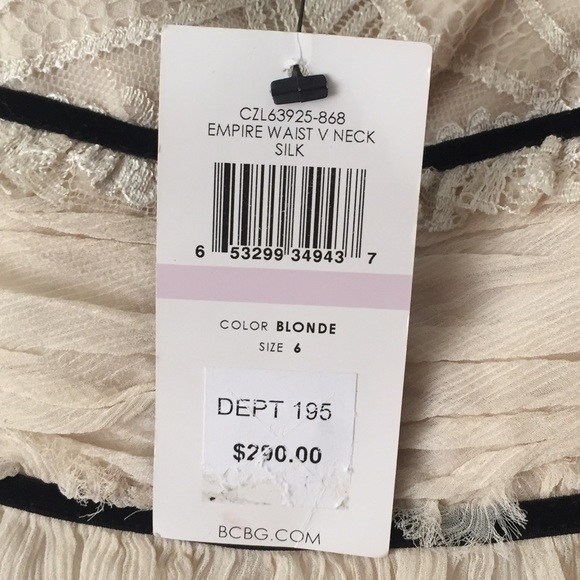 CZL63925-868
EMPIRE WAIST V NECK
SILK
6 53299 34943 7
COLOR BLONDE
SIZE 6
DEPT 195
$290.00
BCBG.COM